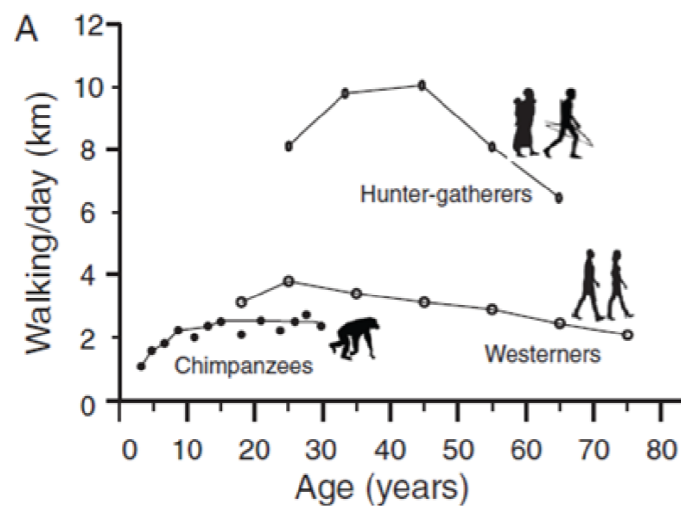 A
12
10
8
6
4
2
0
Walking/day (km)
Hunter-gatherers
Westerners
Chimpanzees
0 10 20 30 40 50 60 70 80
Age (years)